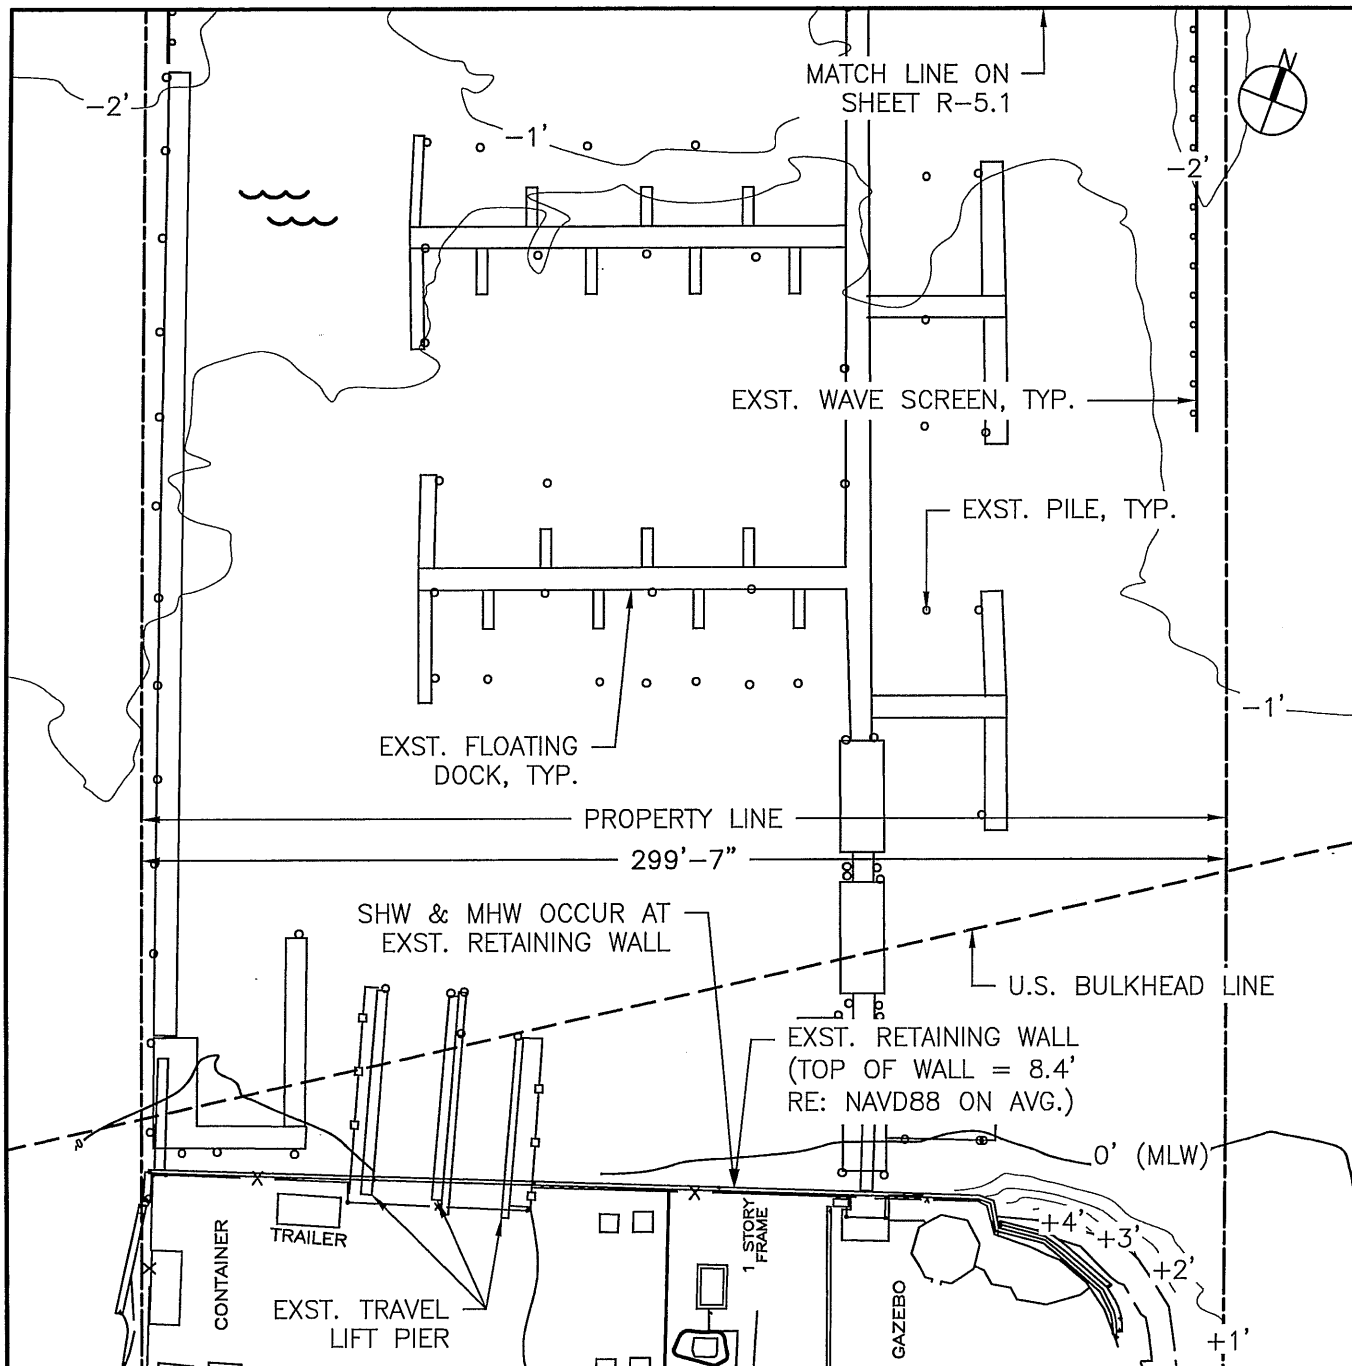 MATCH LINE ON
SHEET R-5.1
N
-2'
-1'
-2'
EXST. WAVE SCREEN, TYP.
EXST. PILE, TYP.
-1'
EXST. FLOATING
DOCK, TYP.
PROPERTY LINE
299'-7"
SHW & MHW OCCUR AT
EXST. RETAINING WALL
U.S. BULKHEAD LINE
EXST. RETAINING WALL
(TOP OF WALL = 8.4'
RE: NAVD88 ON AVG.)
0' (MLW)
TRAILER
CONTAINER
1 STORY
FRAME
GAZEBO
+4'
+3'
+2'
+1'
EXST. TRAVEL
LIFT PIER